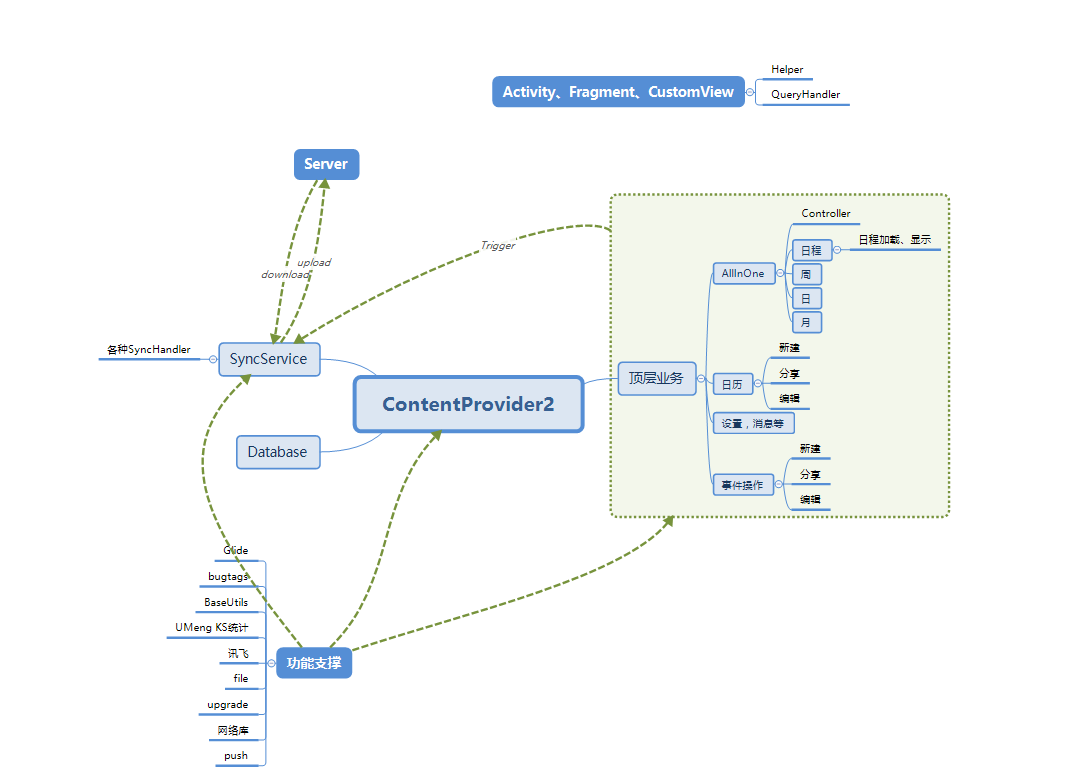 Helper
Activity、Fragment、CustomView
QueryHandler
Server
Controller
日程加载、显示
Trigger
日程
upload
download
AllInOne
周
日
月
各种SyncHandler
SyncService
新建
顶层业务
分享
日历
编辑
ContentProvider2
设置，消息等
Database
新建
分享
事件操作
编辑
Glide
bugtags
BaseUtils
UMeng KS统计
讯飞
功能支撑
file
upgrade
网络库
push